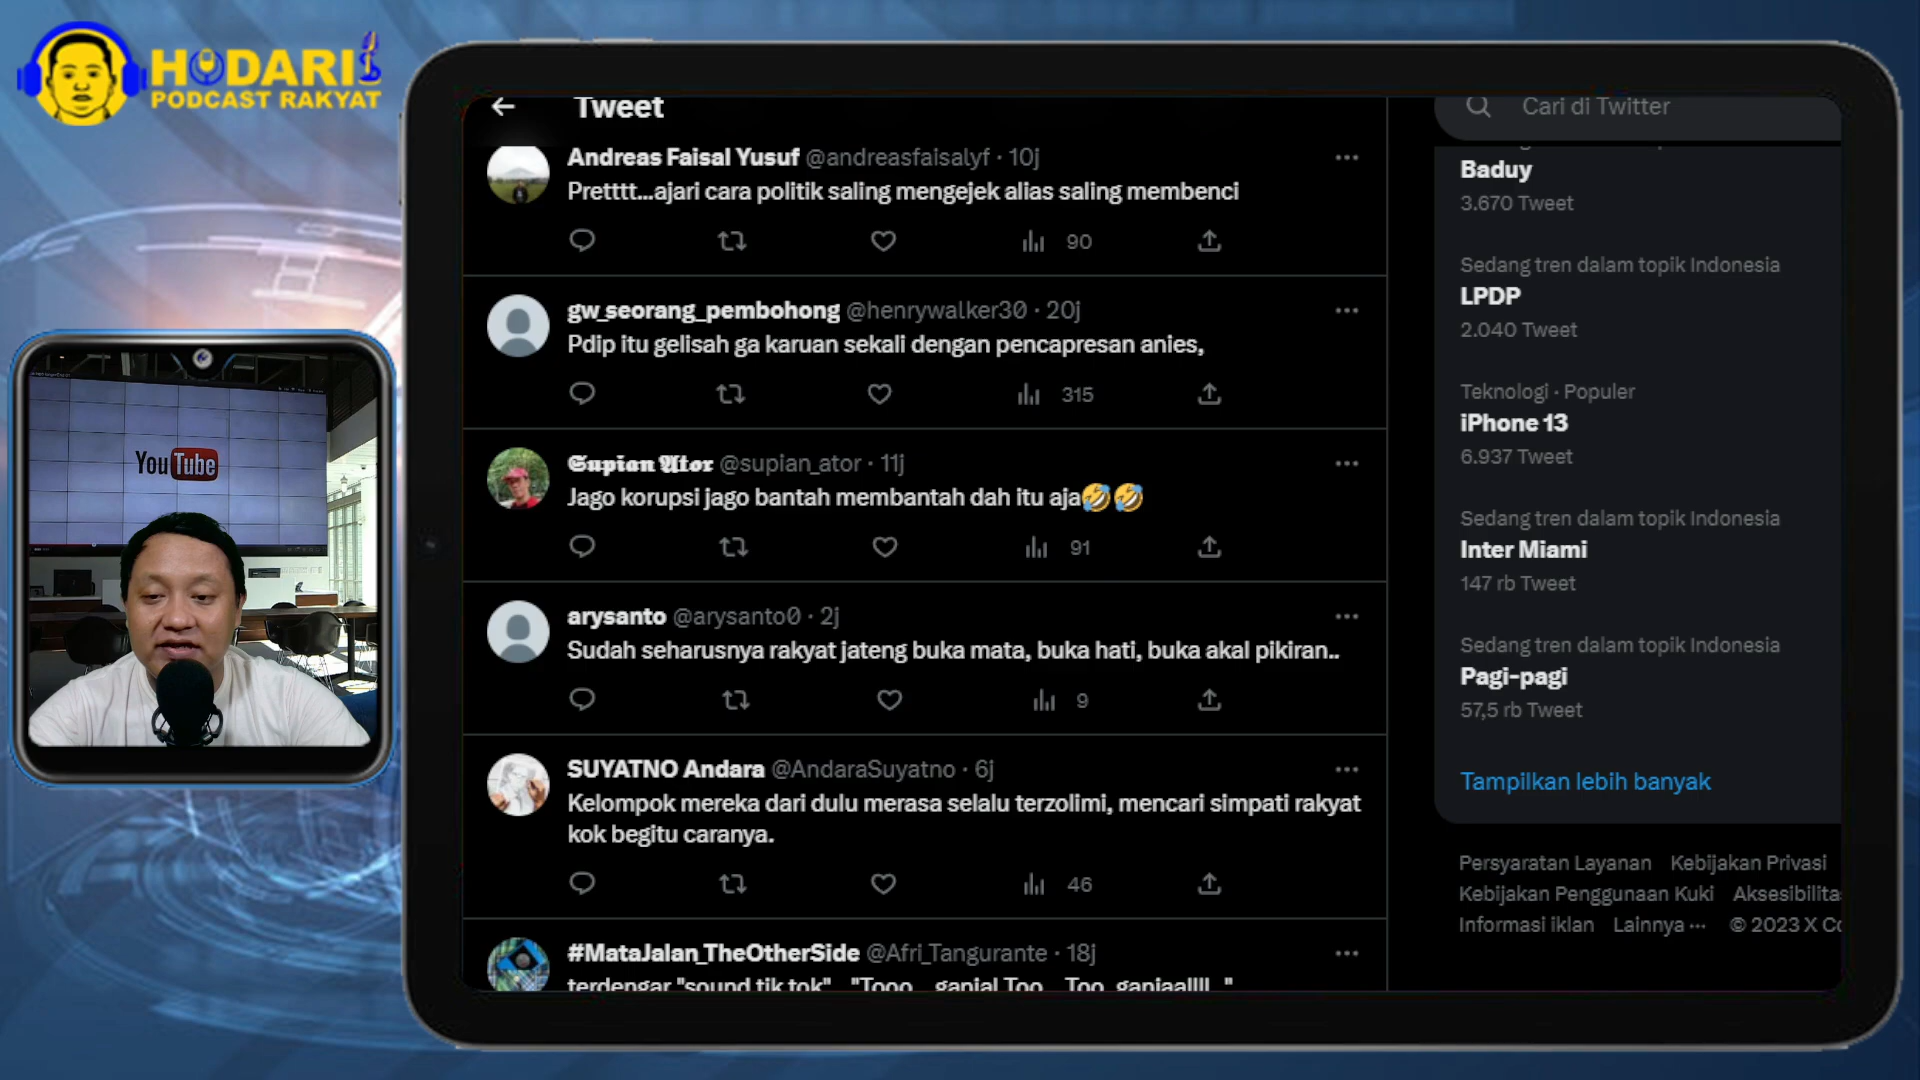 HODARI
PODCAST RAKYAT
YouTube
Tweet
Andreas Faisal Yusuf @andreasfaisalyf · 10j
Pretttt...ajari cara politik saling mengejek alias saling membenci
90
gw_seorang_pembohong @henrywalker30 · 20j
Pdip itu gelisah ga karuan sekali dengan pencapresan anies,
315
𝕾𝖚𝖕𝖎𝖆𝖓 𝕬𝖙𝖔𝖗 @supian_ator · 11j
Jago korupsi jago bantah membantah dah itu aja🤣🤣
91
arysanto @arysanto0 · 2j
Sudah seharusnya rakyat jateng buka mata, buka hati, buka akal pikiran..
9
SUYATNO Andara @AndaraSuyatno · 6j
Kelompok mereka dari dulu merasa selalu terzolimi, mencari simpati rakyat
kok begitu caranya.
46
#MataJalan_TheOtherSide @Afri_Tangurante · 18j
terdengar "sound tik tok"
Cari di Twitter
Baduy
3.670 Tweet
Sedang tren dalam topik Indonesia
LPDP
2.040 Tweet
Teknologi · Populer
iPhone 13
6.937 Tweet
Sedang tren dalam topik Indonesia
Inter Miami
147 rb Tweet
Sedang tren dalam topik Indonesia
Pagi-pagi
57,5 rb Tweet
Tampilkan lebih banyak
Persyaratan Layanan Kebijakan Privasi
Kebijakan Penggunaan Kuki Aksesibilita
Informasi iklan Lainnya ··· © 2023 X Co